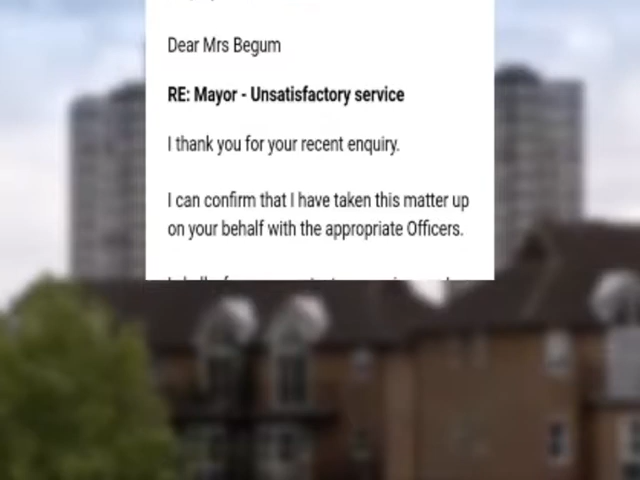 Dear Mrs Begum
RE: Mayor - Unsatisfactory service
I thank you for your recent enquiry.
I can confirm that I have taken this matter up
on your behalf with the appropriate Officers.